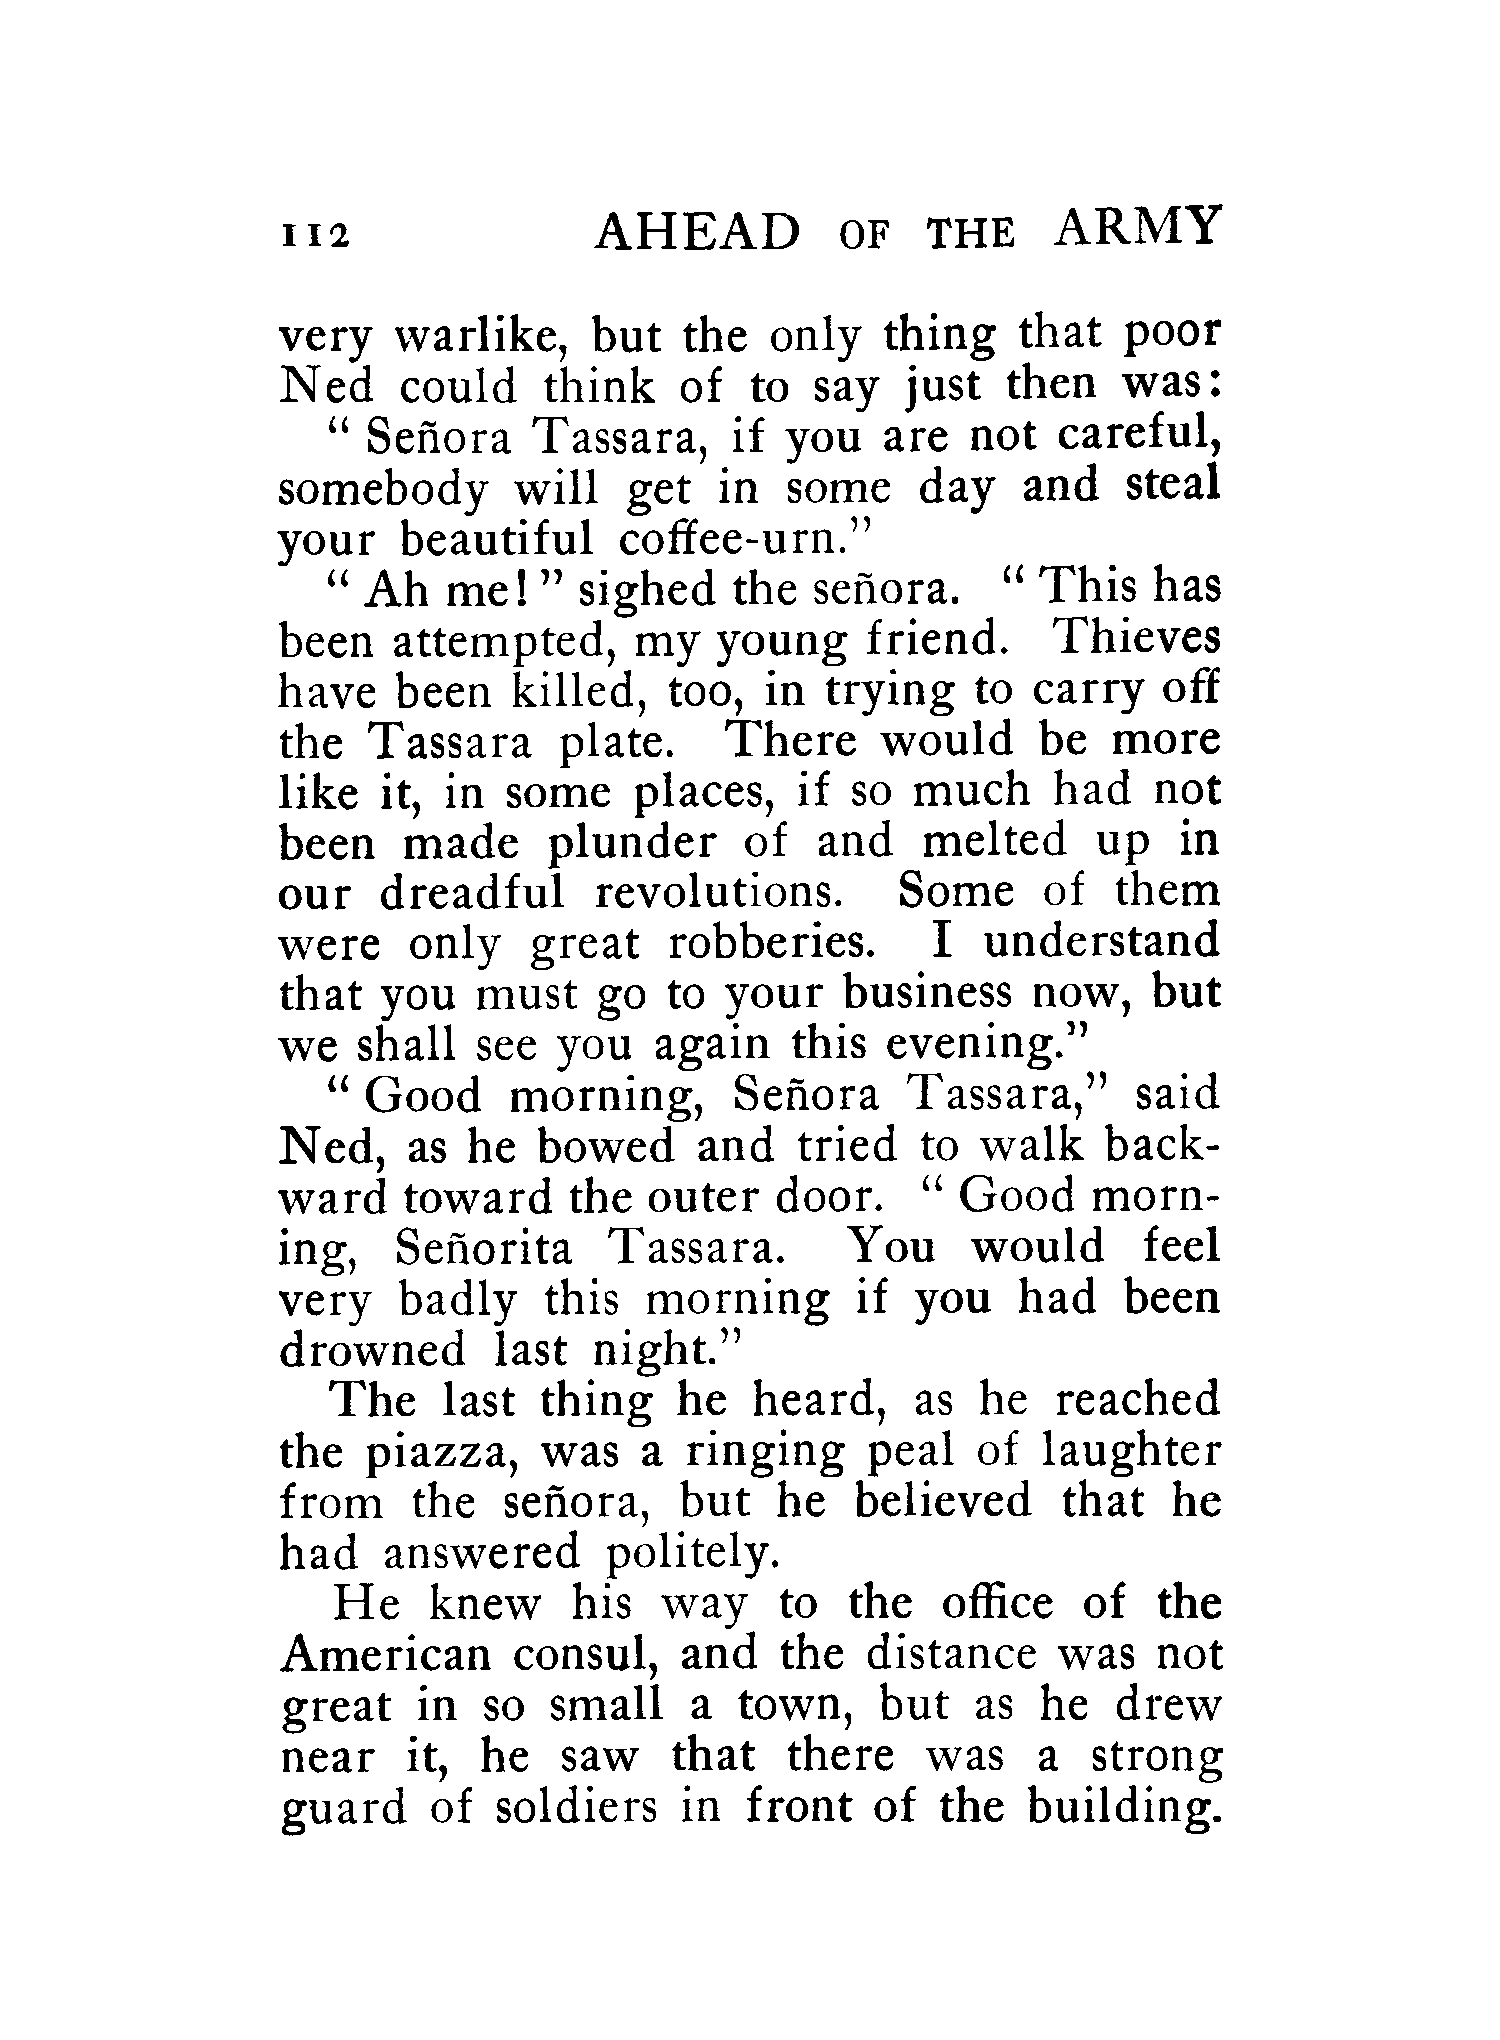 112 AHEAD OF THE ARMY
very warlike, but the only thing that poor
Ned could think of to say just then was:
“ Señora Tassara, if you are not careful,
somebody will get in some day and steal
your beautiful coffee-urn.”
“ Ah me! ” sighed the señora. “ This has
been attempted, my young friend. Thieves
have been killed, too, in trying to carry off
the Tassara plate. There would be more
like it, in some places, if so much had not
been made plunder of and melted up in
our dreadful revolutions. Some of them
were only great robberies. I understand
that you must go to your business now, but
we shall see you again this evening.”
“ Good morning, Señora Tassara,” said
Ned, as he bowed and tried to walk back-
ward toward the outer door. “ Good morn-
ing, Señorita Tassara. You would feel
very badly this morning if you had been
drowned last night.”
The last thing he heard, as he reached
the piazza, was a ringing peal of laughter
from the señora, but he believed that he
had answered politely.
He knew his way to the office of the
American consul, and the distance was not
great in so small a town, but as he drew
near it, he saw that there was a strong
guard of soldiers in front of the building.